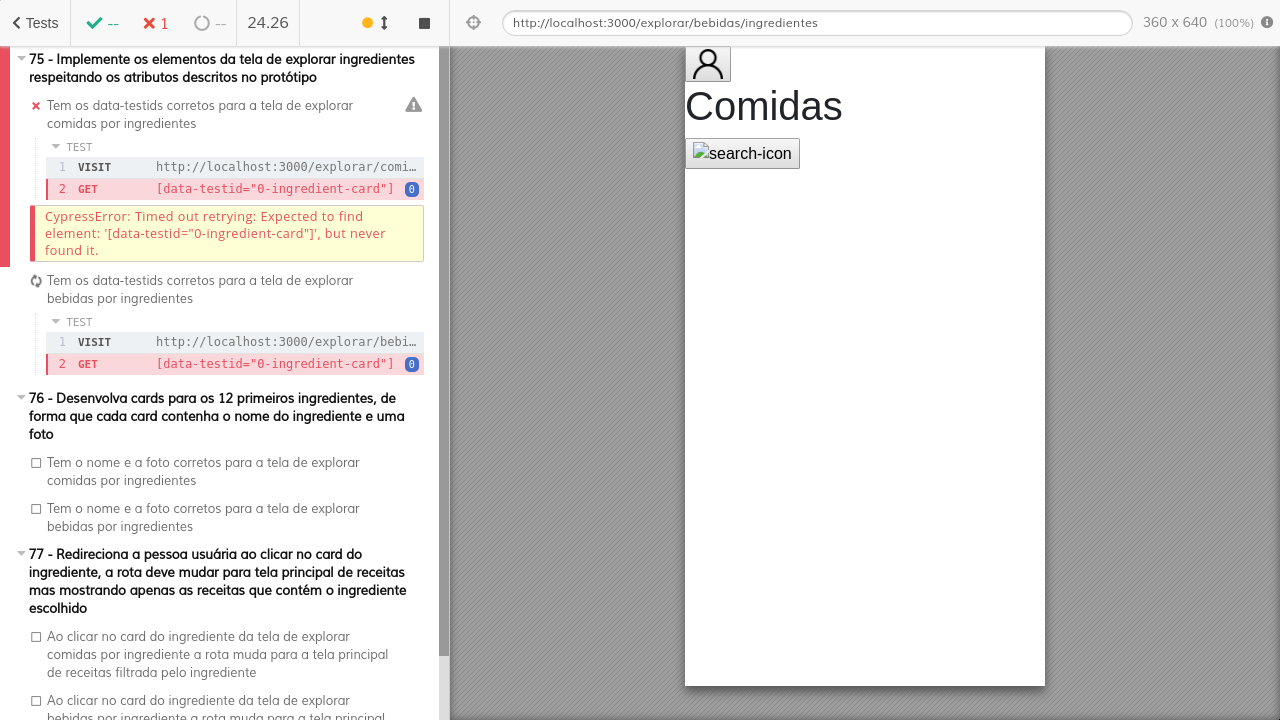 Tests
--
1
--
24.26
http://localhost:3000/explorar/bebidas/ingredientes
360 x 640 (100%)
75 - Implemente os elementos da tela de explorar ingredientes
respeitando os atributos descritos no protótipo
Tem os data-testids corretos para a tela de explorar
comidas por ingredientes
TEST
1 VISIT http://localhost:3000/explorar/comi…
2 GET [data-testid="0-ingredient-card"] 0
CypressError: Timed out retrying: Expected to find
element: '[data-testid="0-ingredient-card"]', but never
found it.
Tem os data-testids corretos para a tela de explorar
bebidas por ingredientes
TEST
1 VISIT http://localhost:3000/explorar/bebi…
2 GET [data-testid="0-ingredient-card"] 0
76 - Desenvolva cards para os 12 primeiros ingredientes, de
forma que cada card contenha o nome do ingrediente e uma
foto
Tem o nome e a foto corretos para a tela de explorar
comidas por ingredientes
Tem o nome e a foto corretos para a tela de explorar
bebidas por ingredientes
77 - Redireciona a pessoa usuária ao clicar no card do
ingrediente, a rota deve mudar para tela principal de receitas
mas mostrando apenas as receitas que contém o ingrediente
escolhido
Ao clicar no card do ingrediente da tela de explorar
comidas por ingrediente a rota muda para a tela principal
de receitas filtrada pelo ingrediente
Ao clicar no card do ingrediente da tela de explorar
bebidas por ingrediente a rota muda para a tela principal
Comidas
search-icon